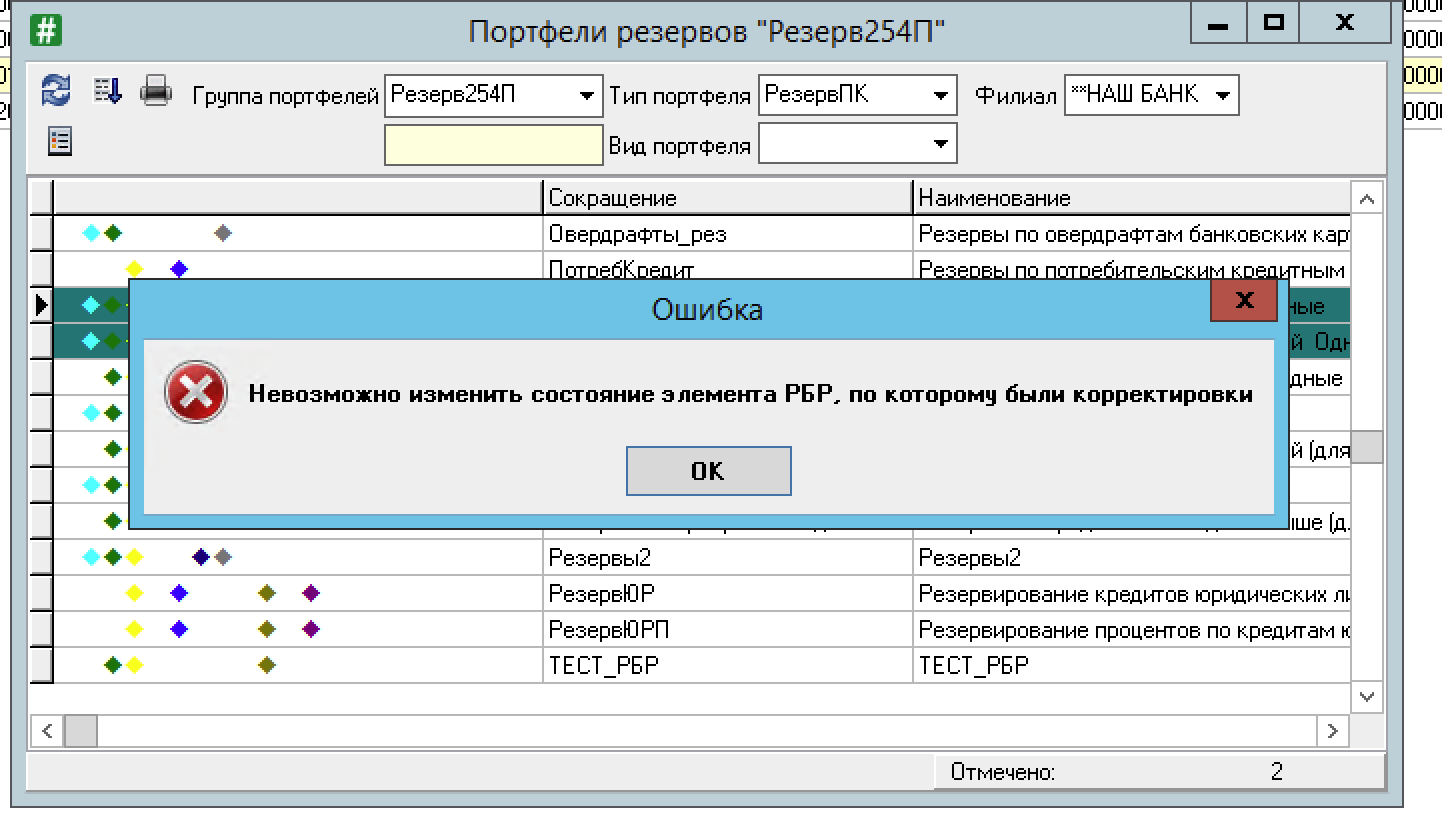 Портфели резервов "Резерв254П"
Группа портфелей Резерв254П Тип портфеля РезервПК Филиал **НАШ БАНК
Вид портфеля
Сокращение Наименование
Овердрафты_рез Резервы по овердрафтам банковских
ПотребКредит Резервы по потребительским кредитным
Ошибка
Невозможно изменить состояние элемента РБР, по которому были корректировки
OK
(для
Резервы2 Резервы2
РезервЮР Резервирование кредитов юридических
РезервЮРП Резервирование процентов по кредитам
ТЕСТ_РБР ТЕСТ_РБР
Отмечено: 2